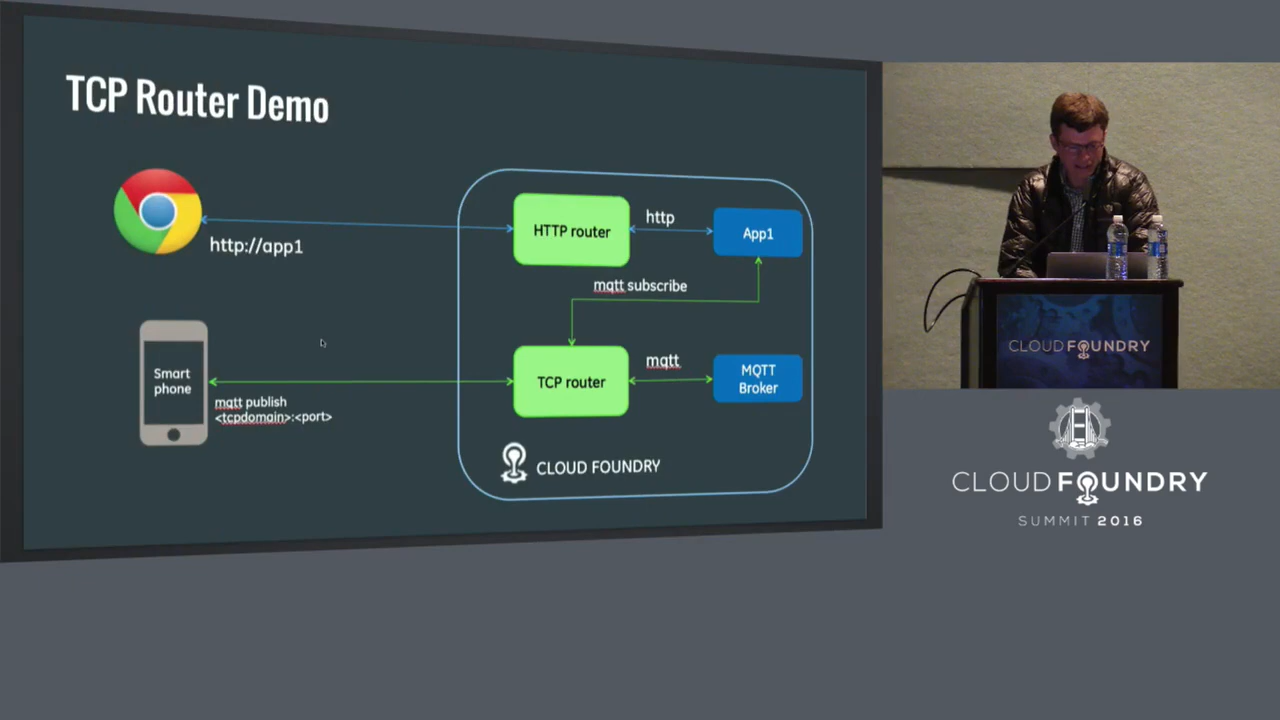 TCP Router Demo
http://app1
HTTP router
http
App1
mqtt subscribe
Smart
phone
mqtt publish
<tcpdomain>:<port>
TCP router
mqtt
MQTT
Broker
CLOUD FOUNDRY
CLOUD FOUNDRY
CLOUD FOUNDRY
SUMMIT 2016